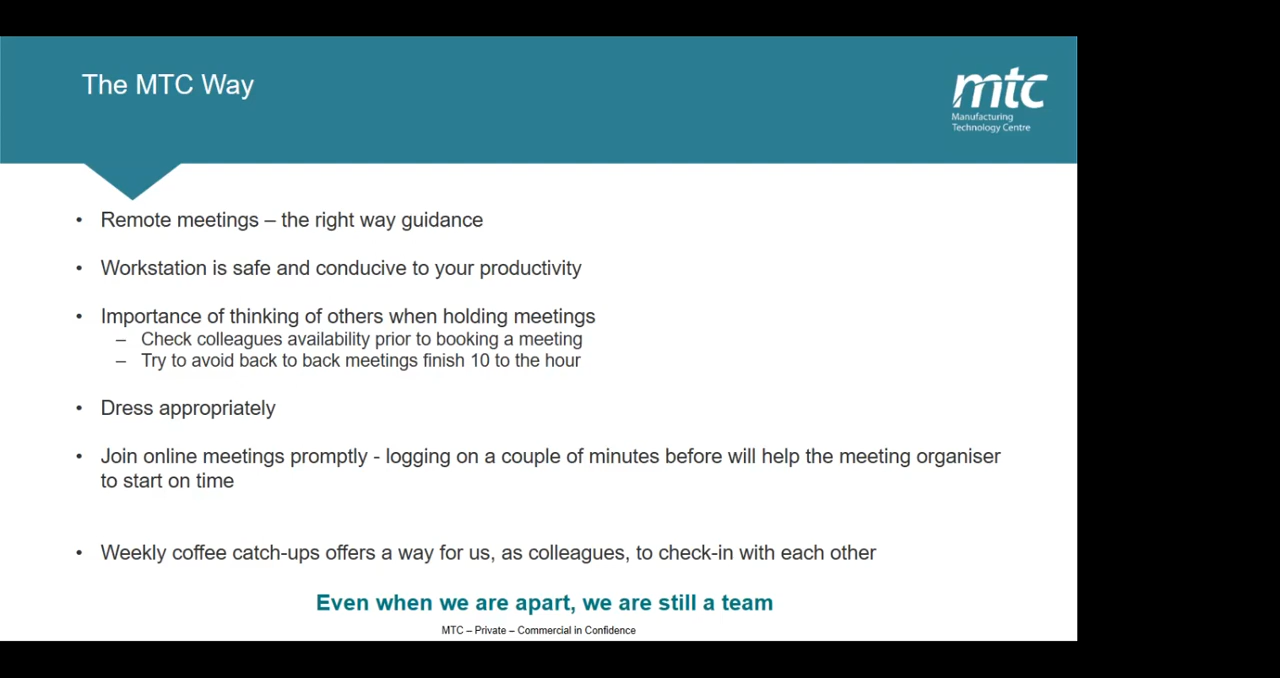 The MTC Way
mtc
Manufacturing
Technology Centre
• Remote meetings – the right way guidance
• Workstation is safe and conducive to your productivity
• Importance of thinking of others when holding meetings
– Check colleagues availability prior to booking a meeting
– Try to avoid back to back meetings finish 10 to the hour
• Dress appropriately
• Join online meetings promptly - logging on a couple of minutes before will help the meeting organiser
to start on time
• Weekly coffee catch-ups offers a way for us, as colleagues, to check-in with each other
Even when we are apart, we are still a team
MTC – Private – Commercial in Confidence